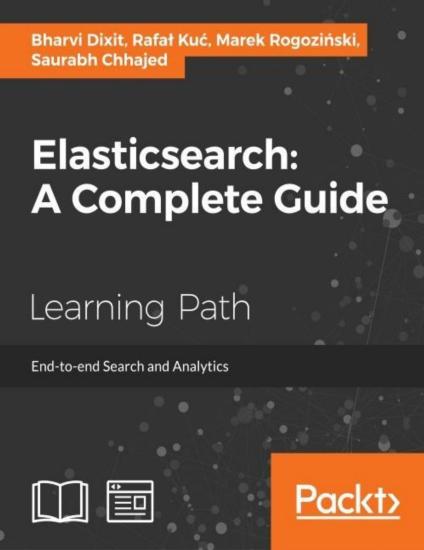 Bharvi Dixit, Rafał Kuć, Marek Rogoziński,
Saurabh Chhajed
Elasticsearch:
A Complete Guide
Learning Path
End-to-end Search and Analytics
Packt>